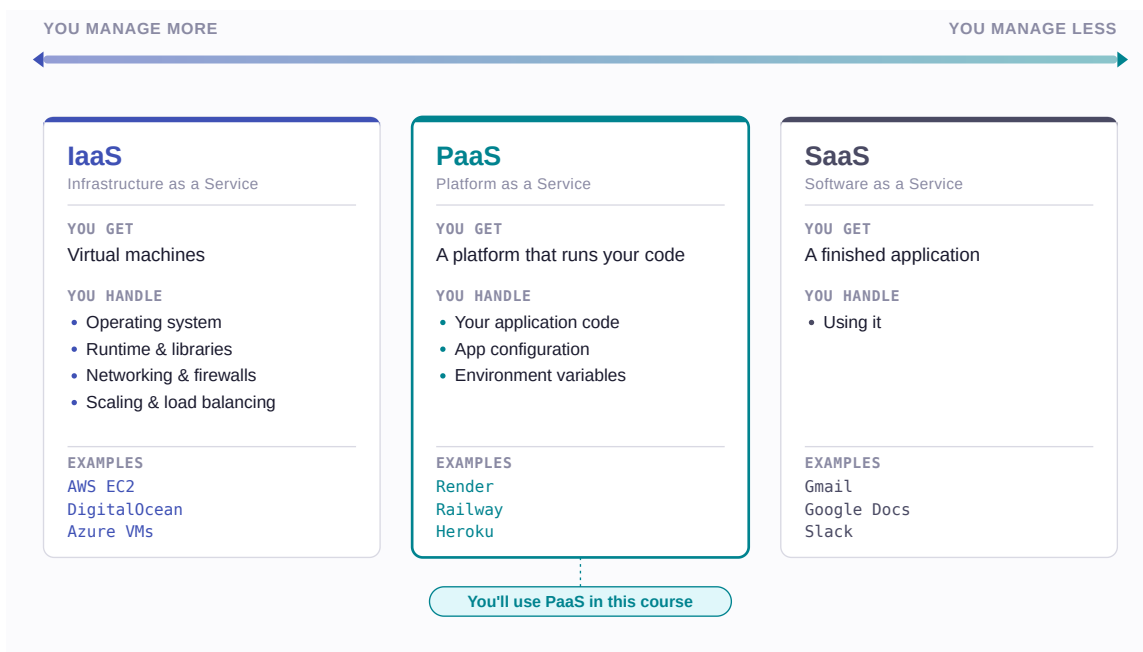 YOU MANAGE MORE
YOU MANAGE LESS
IaaS
Infrastructure as a Service
YOU GET
Virtual machines
YOU HANDLE
• Operating system
• Runtime & libraries
• Networking & firewalls
• Scaling & load balancing
EXAMPLES
AWS EC2
DigitalOcean
Azure VMs
PaaS
Platform as a Service
YOU GET
A platform that runs your code
YOU HANDLE
• Your application code
• App configuration
• Environment variables
EXAMPLES
Render
Railway
Heroku
SaaS
Software as a Service
YOU GET
A finished application
YOU HANDLE
• Using it
EXAMPLES
Gmail
Google Docs
Slack
You'll use PaaS in this course